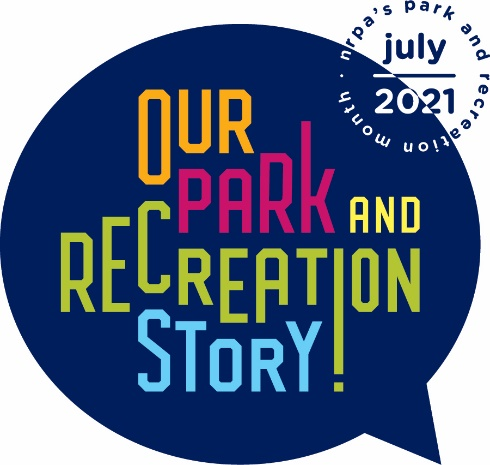 nrpa's park and recreation month ·
july
2021
OUR
PARK AND
RECREATION
STORY!